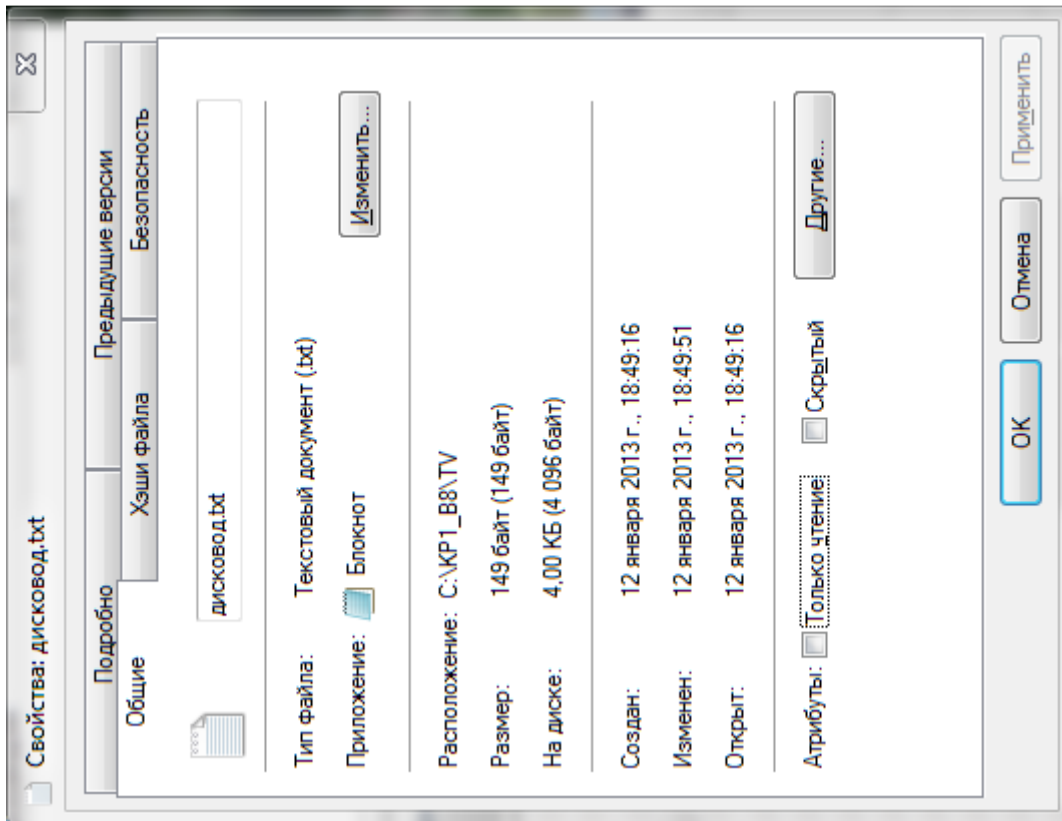 Свойства: дисковод.txt
Подробно Предыдущие версии
Общие Хэши файла Безопасность
дисковод.txt
Тип файла: Текстовый документ (.txt)
Приложение: Блокнот Изменить...
Расположение: C:\KP1_B8\TV
Размер: 149 байт (149 байт)
На диске: 4,00 КБ (4 096 байт)
Создан: 12 января 2013 г., 18:49:16
Изменен: 12 января 2013 г., 18:49:51
Открыт: 12 января 2013 г., 18:49:16
Атрибуты: Только чтение Скрытый Другие...
ОК Отмена Применить